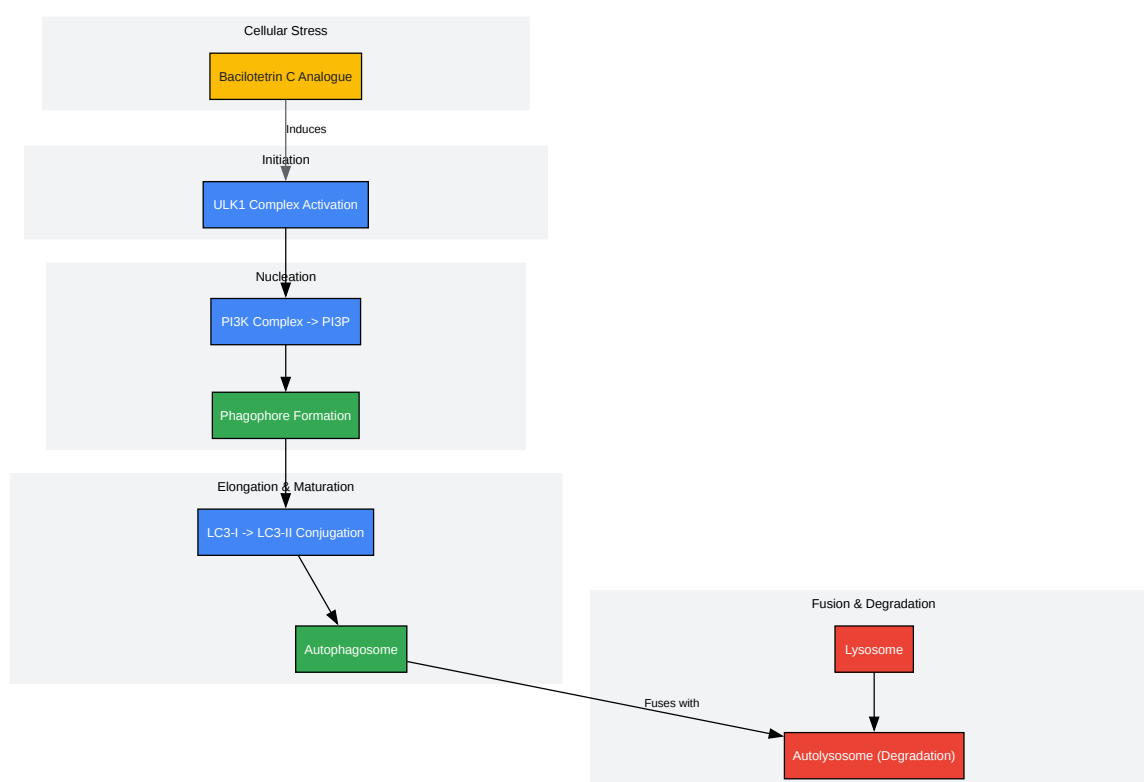 Cellular Stress
Bacilotetrin C Analogue
Induces
Initiation
ULK1 Complex Activation
Nucleation
PI3K Complex -> PI3P
Phagophore Formation
Elongation & Maturation
LC3-I -> LC3-II Conjugation
Autophagosome
Fusion & Degradation
Lysosome
Fuses with
Autolysosome (Degradation)